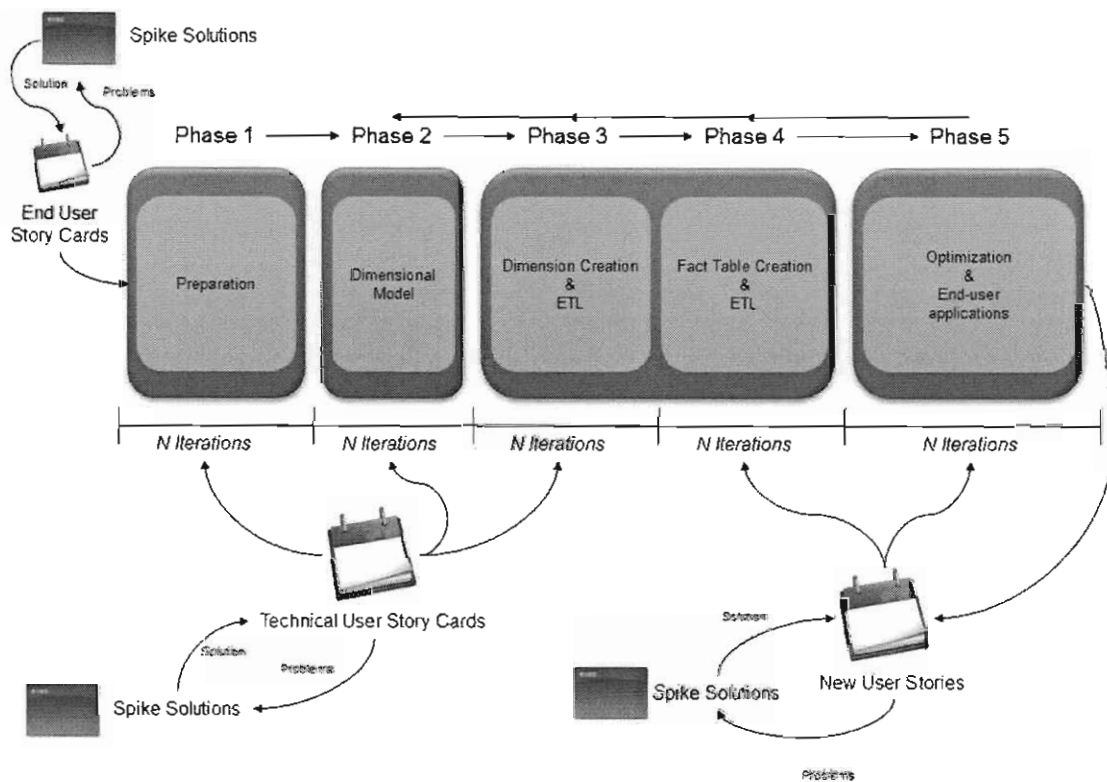 Spike Solutions
Solution
Problems
Phase 1
Phase 2
Phase 3
Phase 4
Phase 5
End User
Story Cards
Preparation
Dimensional
Model
Dimension Creation
&
ETL
Fact Table Creation
&
ETL
Optimization
&
End-user
applications
N Iterations
N Iterations
N Iterations
N Iterations
N Iterations
Technical User Story Cards
Solution
Problems
Spike Solutions
Solution
Spike Solutions
New User Stories
Problems